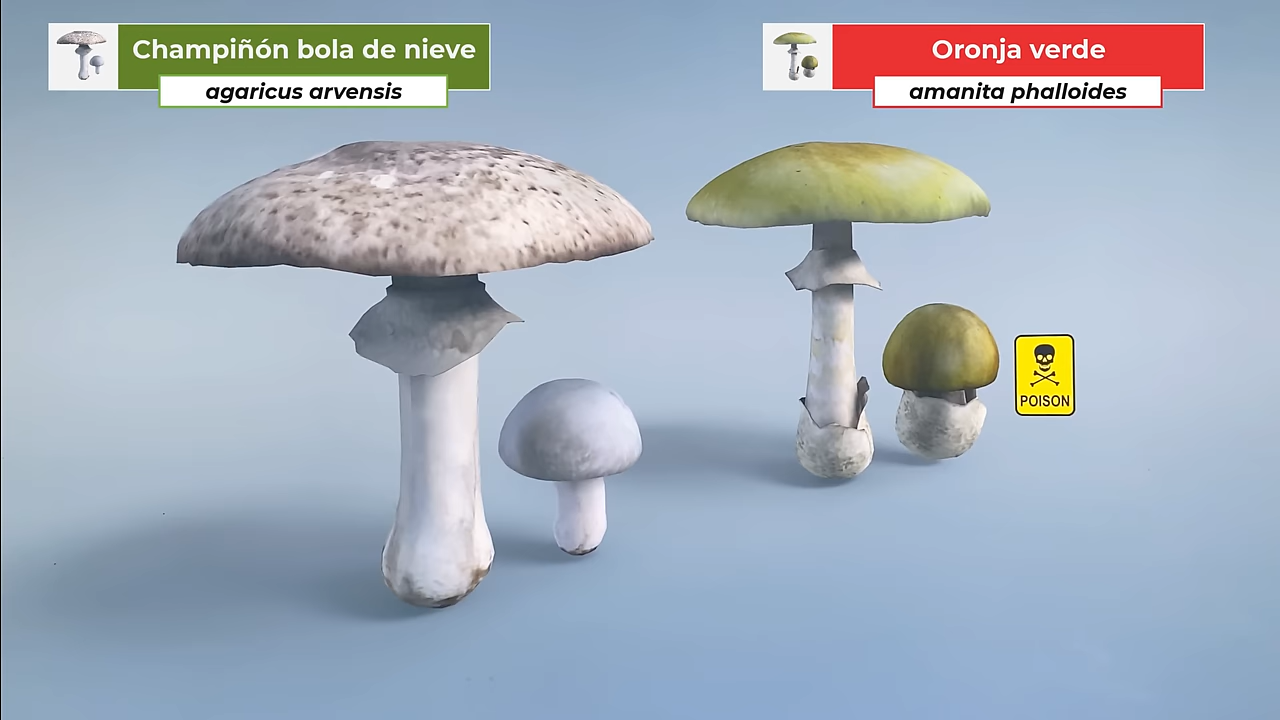 Champiñón bola de nieve
agaricus arvensis
Oronja verde
amanita phalloides
POISON